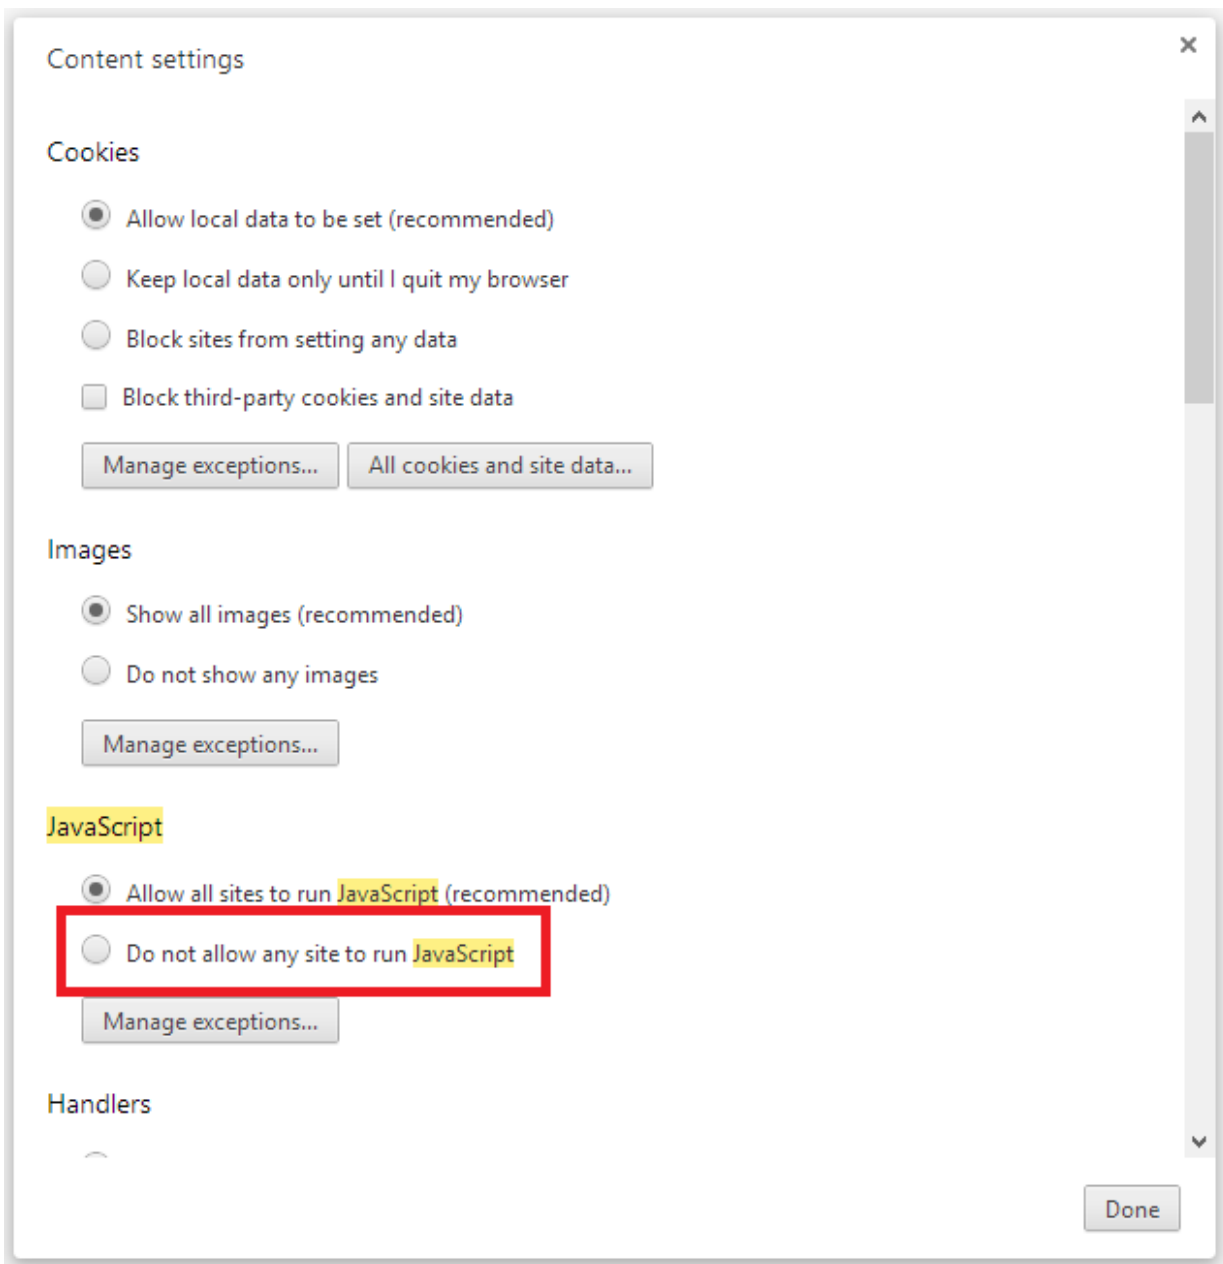 Content settings
Cookies
Allow local data to be set (recommended)
Keep local data only until I quit my browser
Block sites from setting any data
Block third-party cookies and site data
Manage exceptions... All cookies and site data...
Images
Show all images (recommended)
Do not show any images
Manage exceptions...
JavaScript
Allow all sites to run JavaScript (recommended)
Do not allow any site to run JavaScript
Manage exceptions...
Handlers
Done